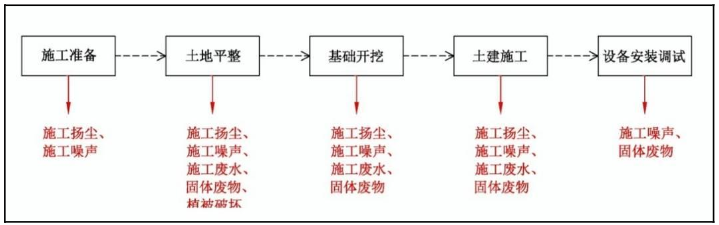 施工准备
土地平整
基础开挖
土建施工
设备安装调试
施工扬尘、
施工噪声
施工扬尘、
施工噪声、
施工废水、
固体废物、
植被破坏
施工扬尘、
施工噪声、
施工废水、
固体废物
施工扬尘、
施工噪声、
施工废水、
固体废物
施工噪声、
固体废物